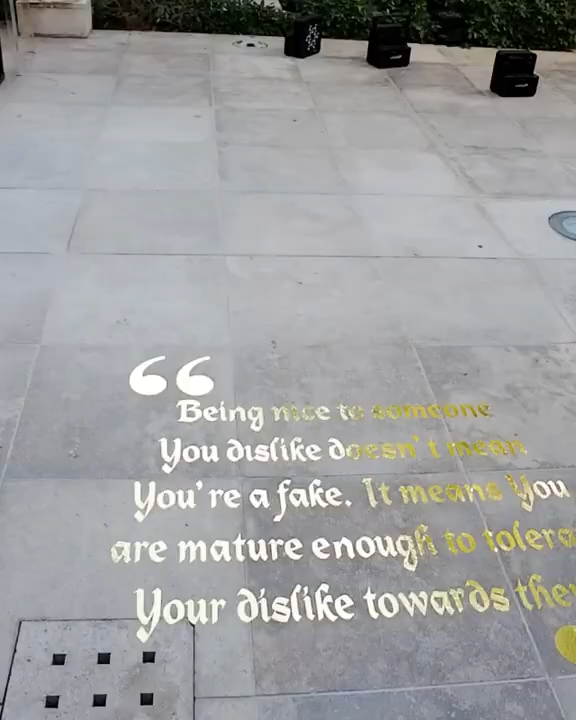 “
Being nice to someone
You dislike doesn't mean
You're a fake. It means You
are mature enough to
Your dislike towards